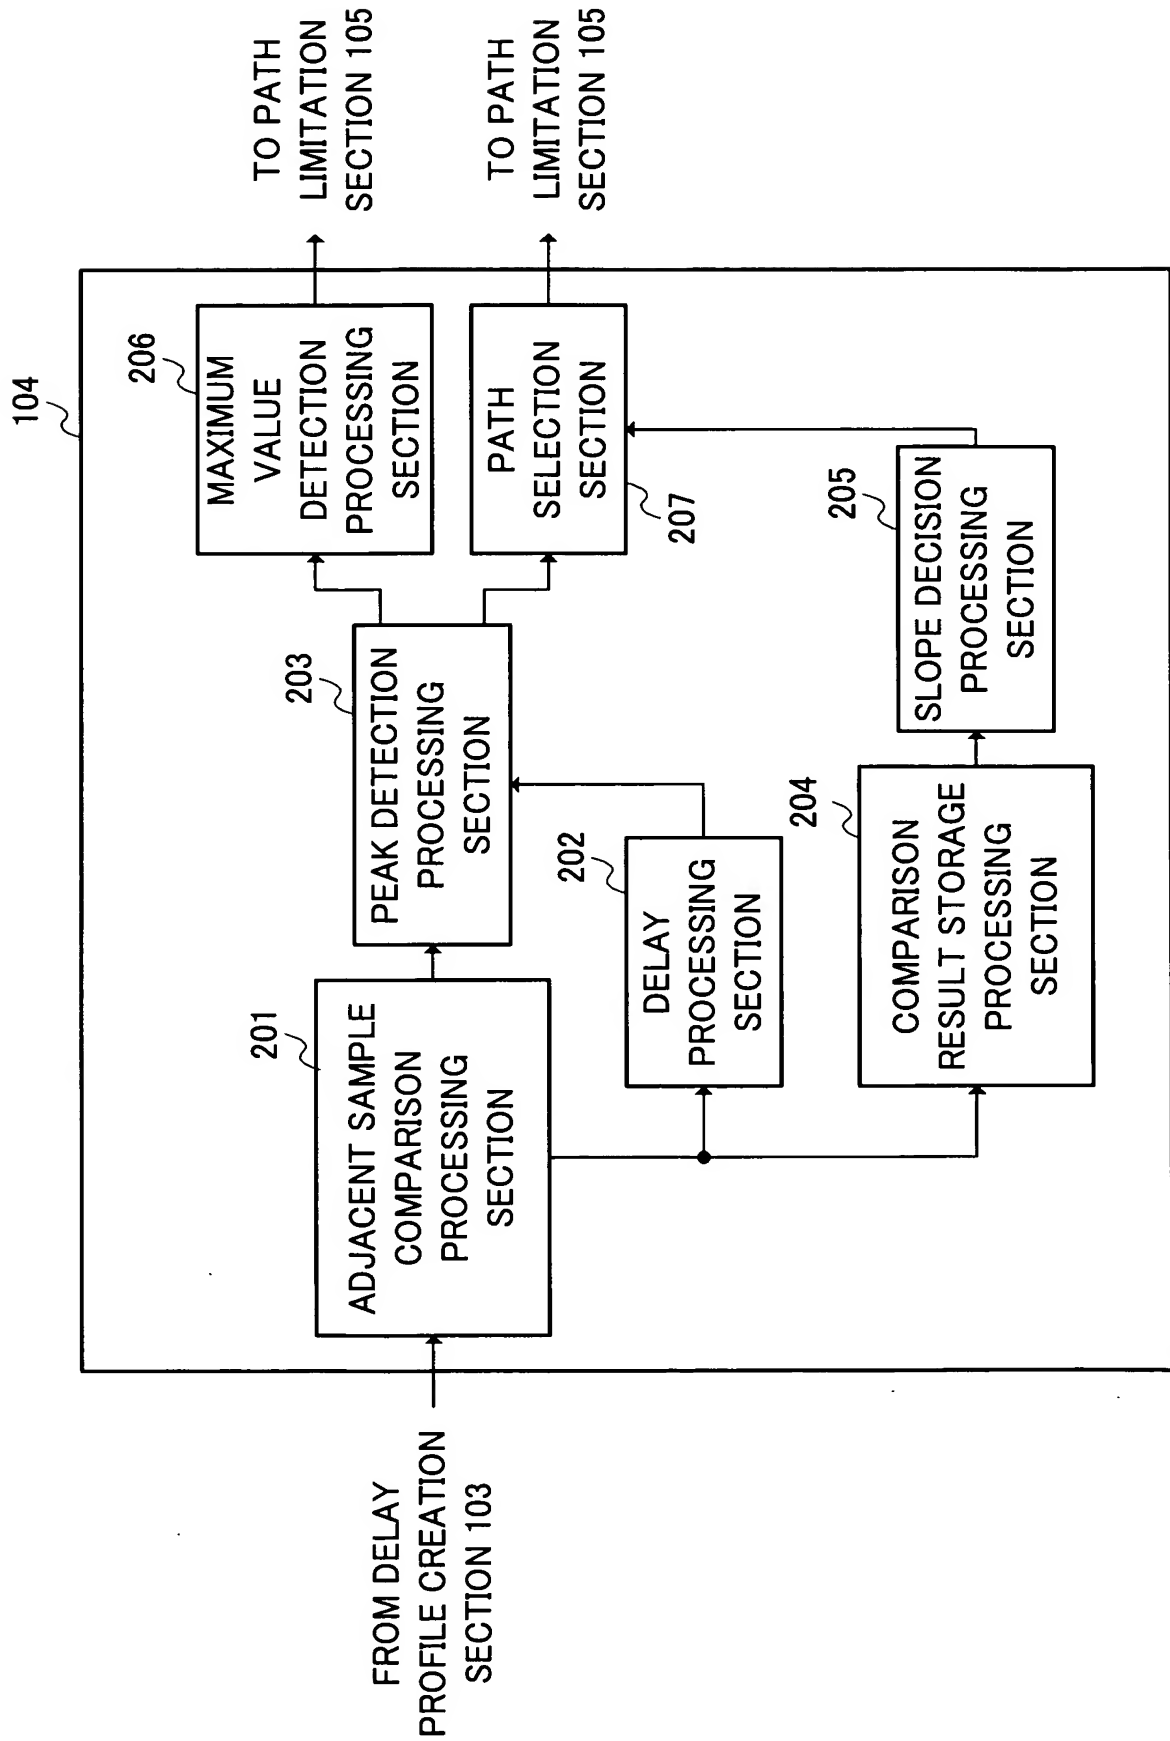 104
FROM DELAY
PROFILE CREATION
SECTION 103
201
ADJACENT SAMPLE
COMPARISON
PROCESSING
SECTION
203
PEAK DETECTION
PROCESSING
SECTION
206
MAXIMUM
VALUE
DETECTION
PROCESSING
SECTION
TO PATH
LIMITATION
SECTION 105
PATH
SELECTION
SECTION
207
TO PATH
LIMITATION
SECTION 105
202
DELAY
PROCESSING
SECTION
204
COMPARISON
RESULT STORAGE
PROCESSING
SECTION
205
SLOPE DECISION
PROCESSING
SECTION